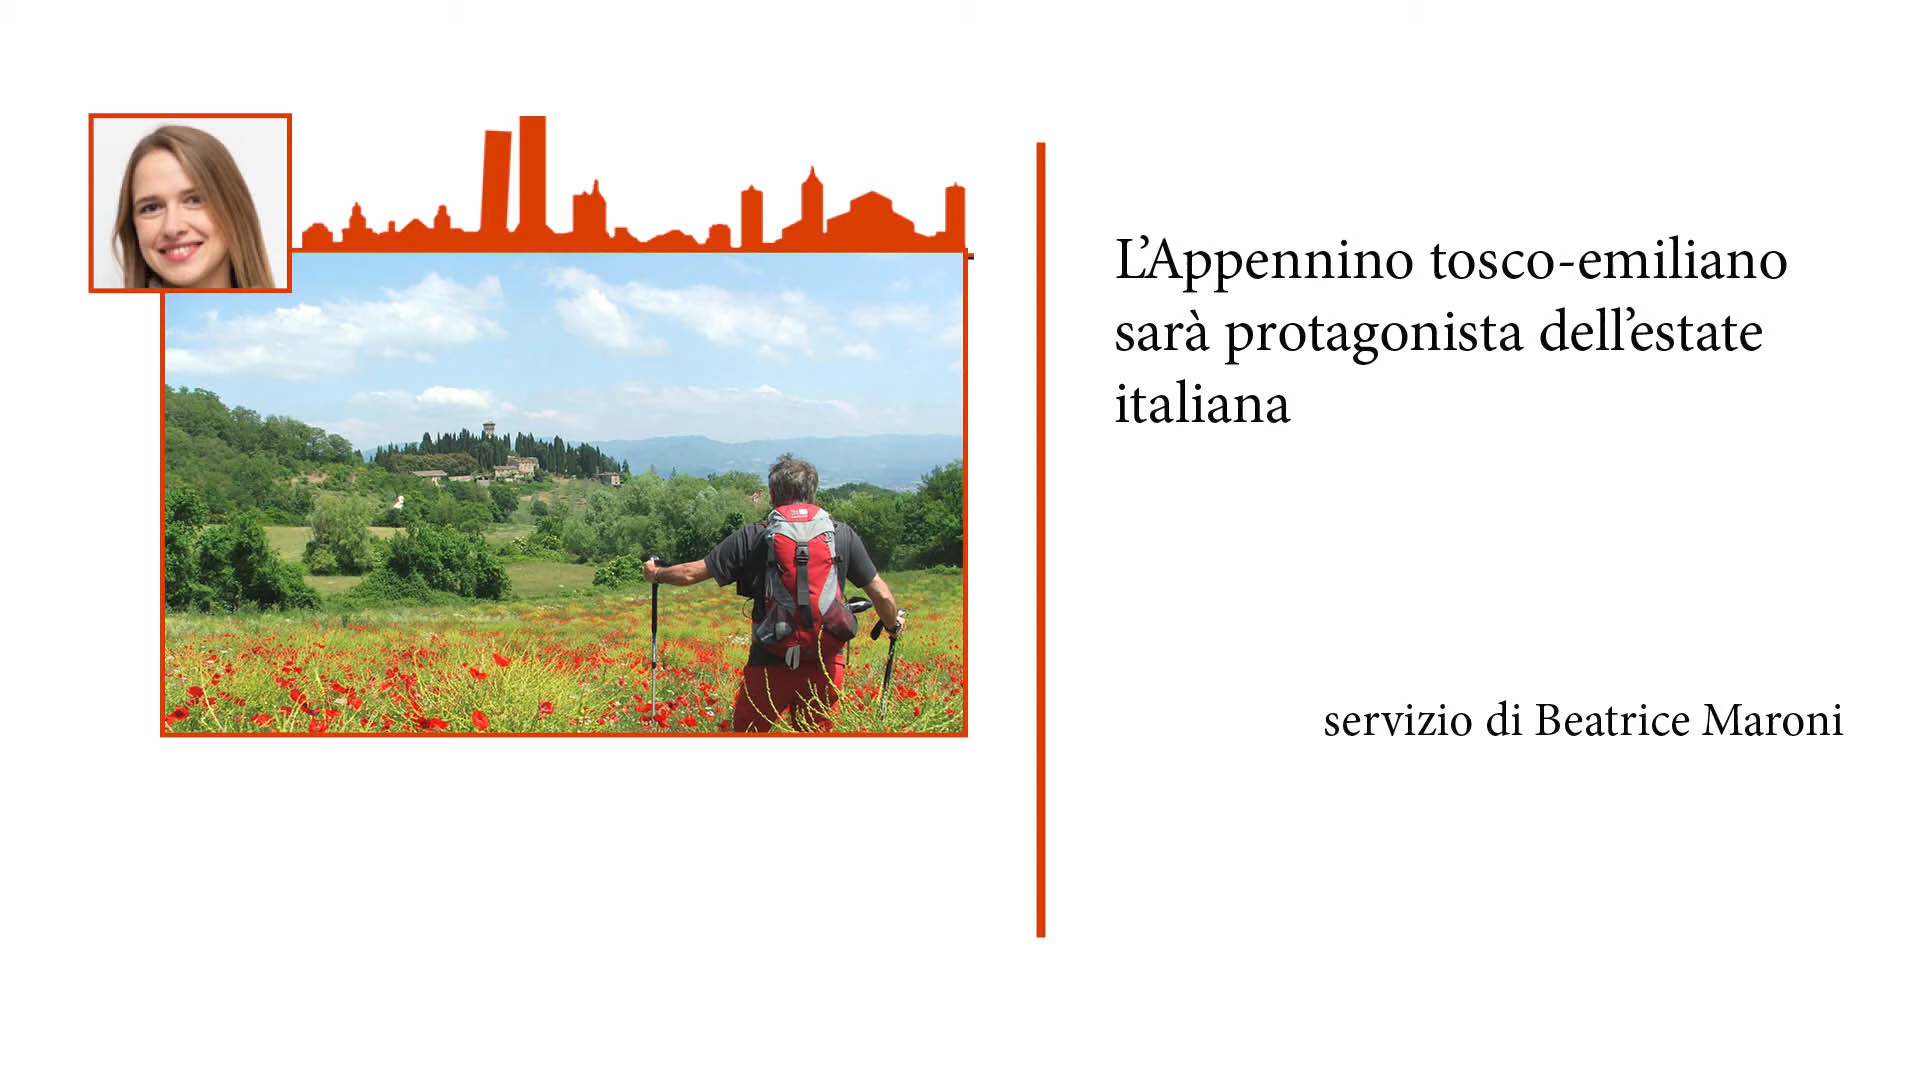 L’Appennino tosco-emiliano
sarà protagonista dell’estate
italiana
servizio di Beatrice Maroni